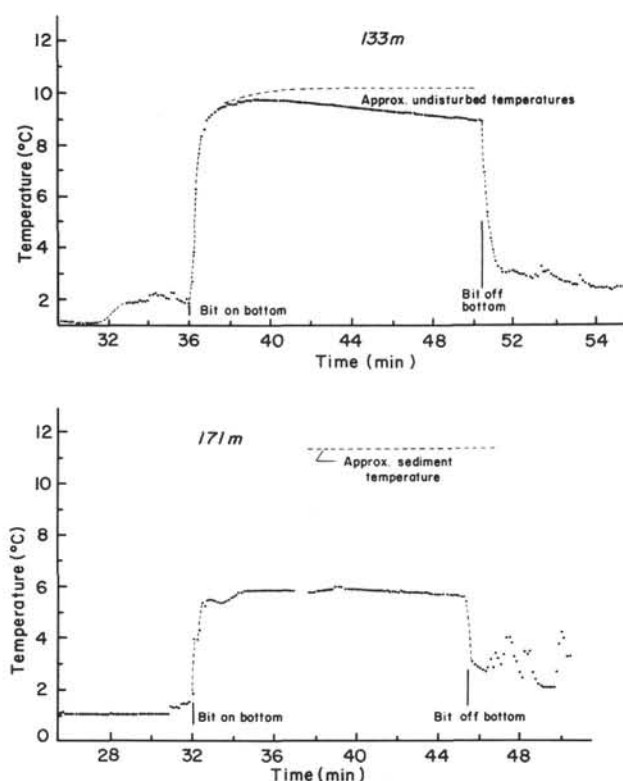 133m
12
10
8
6
4
2
Temperature (°C)
Approx. undisturbed temperatures
Bit on bottom
Bit off
bottom
32 36 40 44 48 52 54
Time (min)
171m
12
10
8
6
4
2
0
Temperature (°C)
Approx. sediment
temperature
Bit on bottom
Bit off bottom
28 32 36 40 44 48
Time (min)